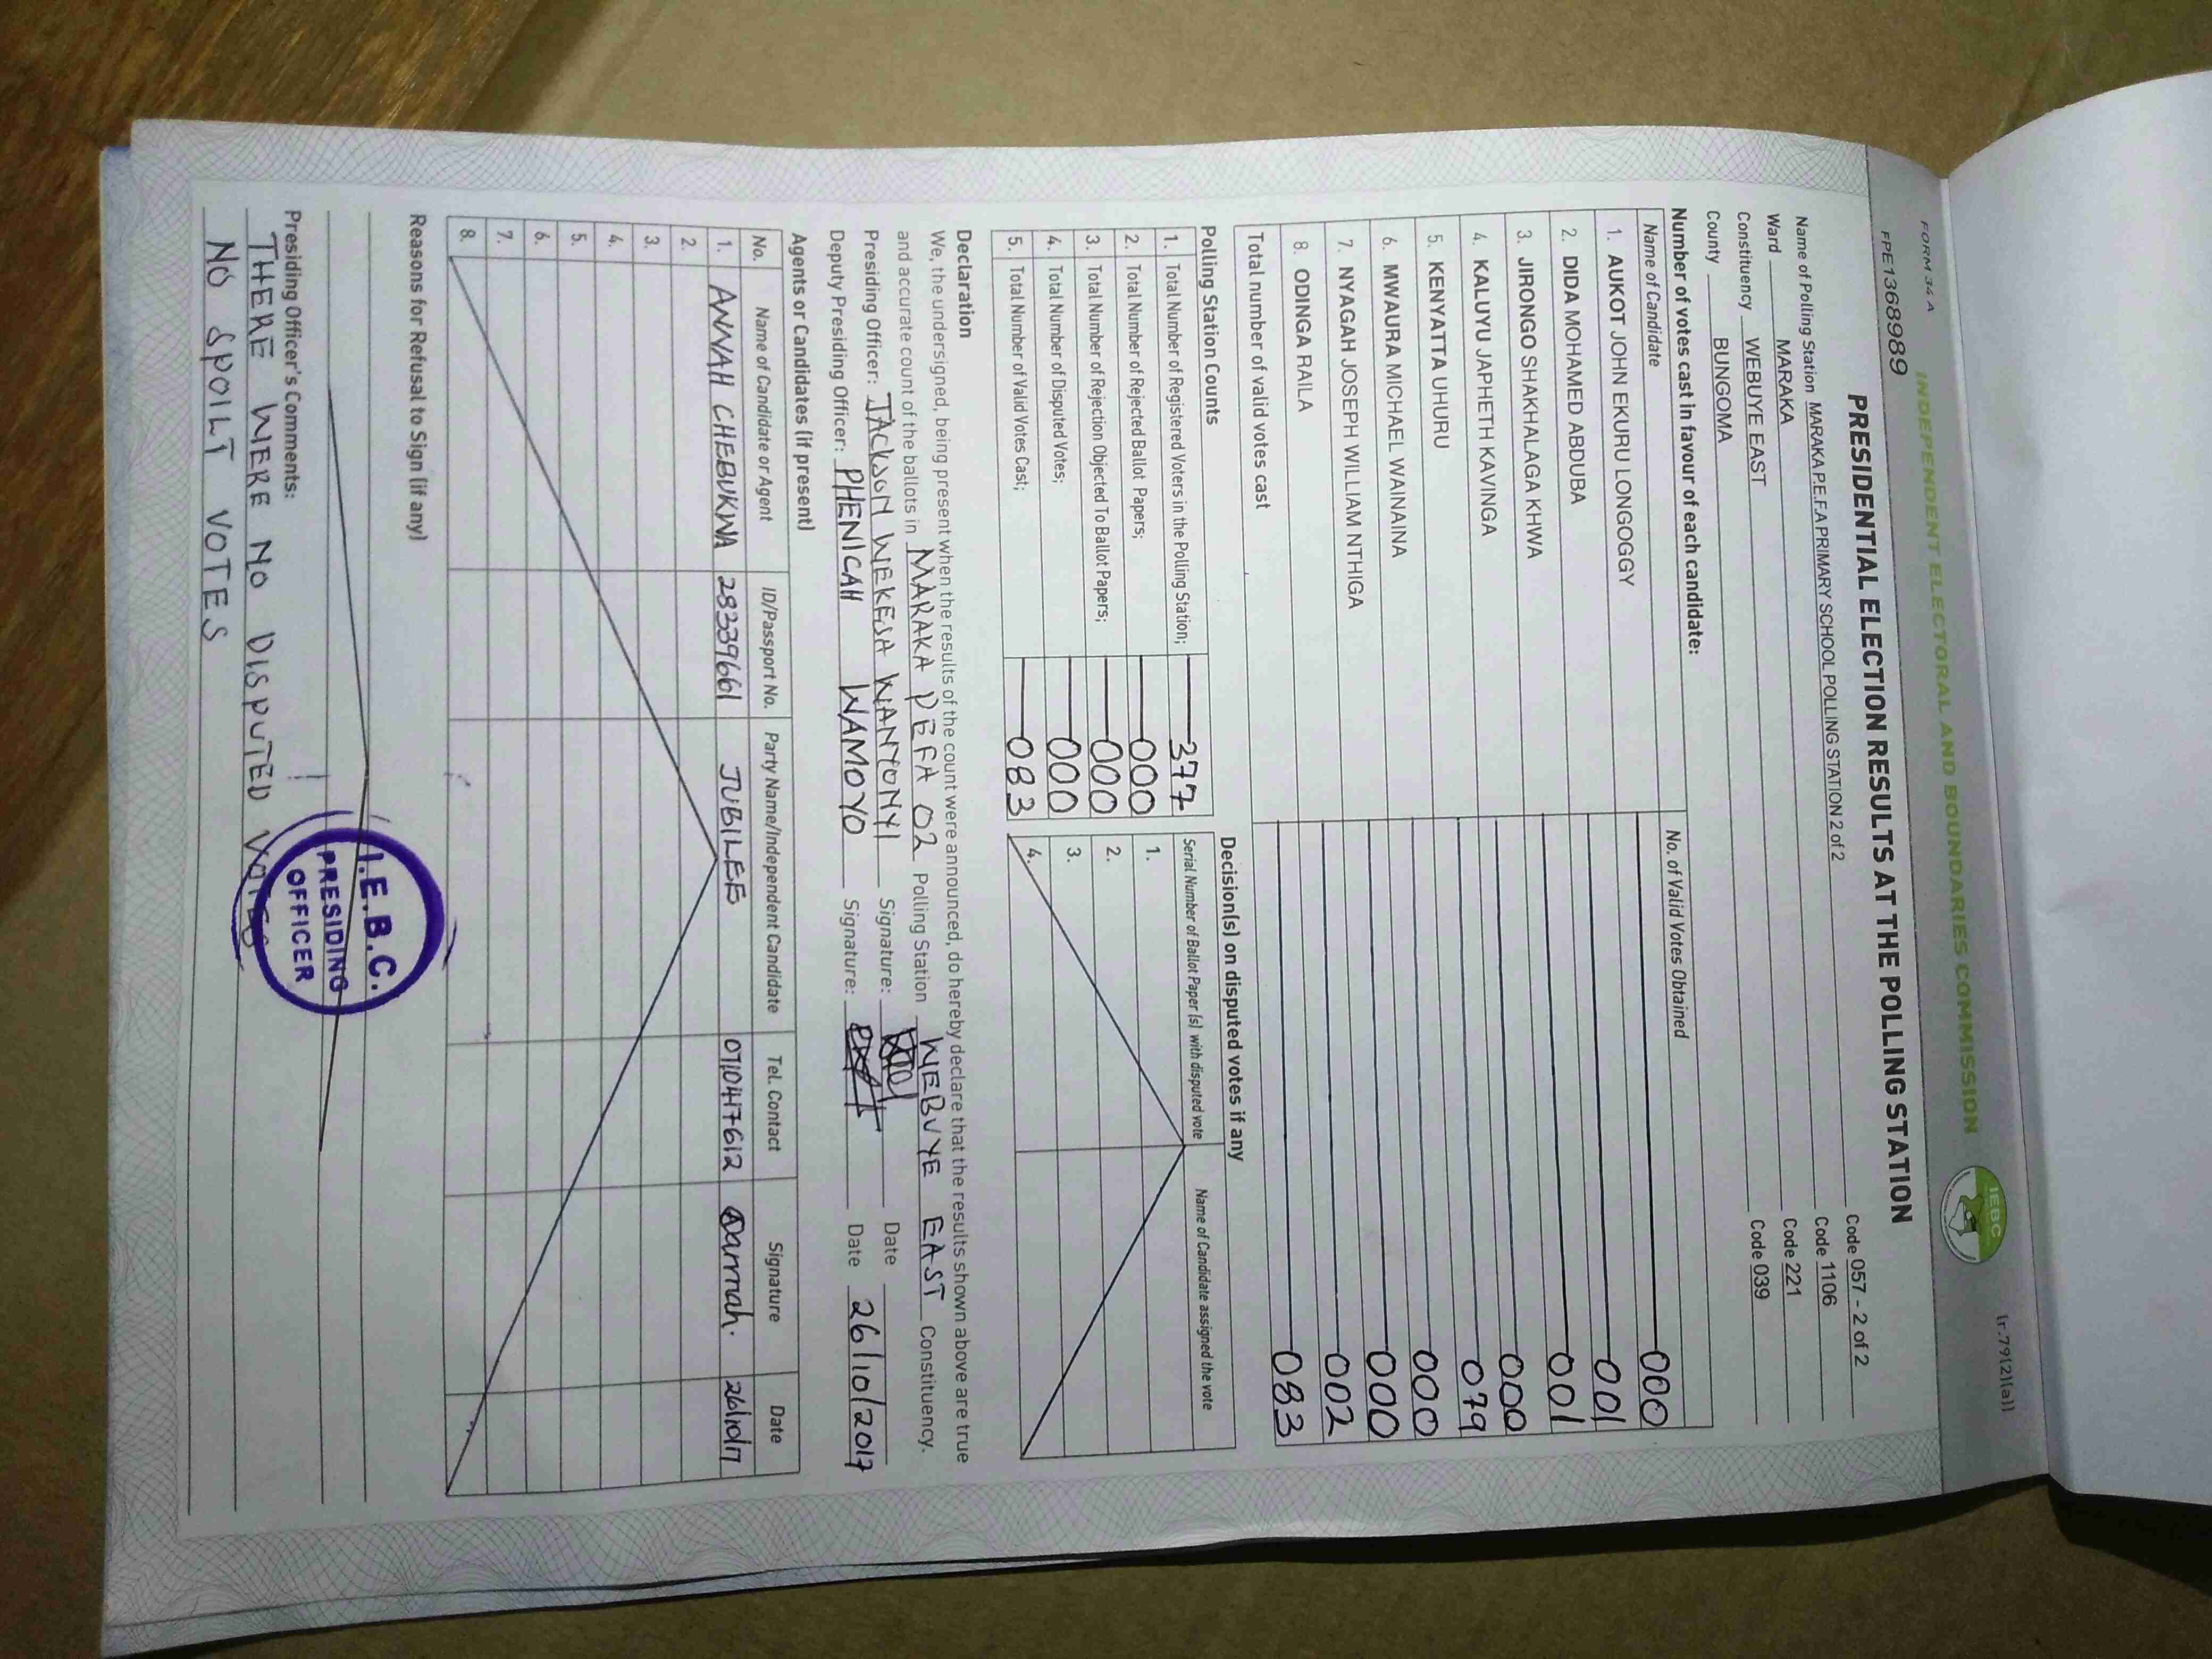 FORM 34 A
[r.79(2)(a)]
INDEPENDENT ELECTORAL AND BOUNDARIES COMMISSION
IEBC
FPE1368989
PRESIDENTIAL ELECTION RESULTS AT THE POLLING STATION
Name of Polling Station MARAKA P.E.F.A PRIMARY SCHOOL POLLING STATION 2 of 2 Code 057 - 2 of 2
Ward MARAKA Code 1106
Constituency WEBUYE EAST Code 221
County BUNGOMA Code 039
Number of votes cast in favour of each candidate:
Name of Candidate No. of Valid Votes Obtained
1. AUKOT JOHN EKURU LONGOGGY 000
2. DIDA MOHAMED ABDUBA 001
3. JIRONGO SHAKHALAGA KHWA 001
4. KALUYU JAPHETH KAVINGA 000
5. KENYATTA UHURU 079
6. MWAURA MICHAEL WAINAINA 000
7. NYAGAH JOSEPH WILLIAM NTHIGA 000
8. ODINGA RAILA 002
Total number of valid votes cast 083
Polling Station Counts
1. Total Number of Registered Voters in the Polling Station; 377
2. Total Number of Rejected Ballot Papers; 000
3. Total Number of Rejection Objected To Ballot Papers; 000
4. Total Number of Disputed Votes; 000
5. Total Number of Valid Votes Cast; 083
Decision(s) on disputed votes if any
Serial Number of Ballot Paper (s) with disputed vote Name of Candidate assigned the vote
1.
2.
3.
4.
Declaration
We, the undersigned, being present when the results of the count were announced, do hereby declare that the results shown above are true
and accurate count of the ballots in MARAKA PEFA 02 Polling Station WEBUYE EAST Constituency.
Presiding Officer: JACKSON WEKESA WANYONYI Signature: Date
Deputy Presiding Officer: PHENICAH WAMOYO Signature: Date 26/10/2017
Agents or Candidates (if present)
No. Name of Candidate or Agent ID/Passport No. Party Name/Independent Candidate Tel. Contact Signature Date
1. ANNAH CHEBUKWA 28339661 JUBILEE 0710417612 Annah. 26/10/17
2.
3.
4.
5.
6.
7.
8.
Reasons for Refusal to Sign (if any)
I.E.B.C.
PRESIDING
OFFICER
Presiding Officer's Comments:
THERE WERE NO DISPUTED VOTES
NO SPOILT VOTES